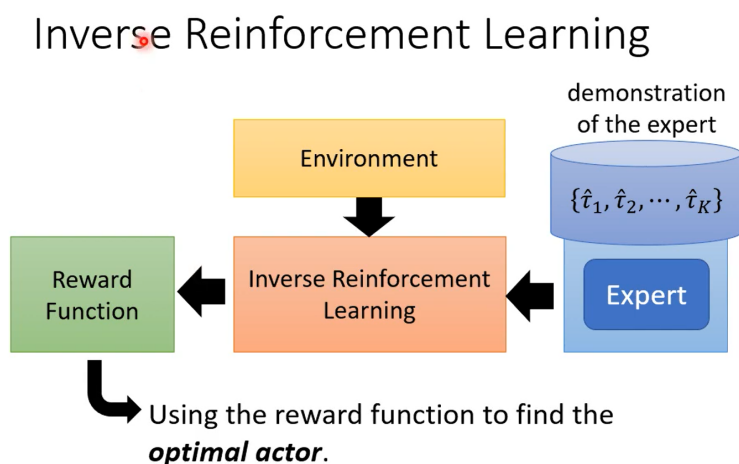 Inverse Reinforcement Learning
demonstration
of the expert
Environment
{τ̂₁, τ̂₂, ⋯, τ̂_K}
Reward
Function
Inverse Reinforcement
Learning
Expert
Using the reward function to find the
optimal actor.